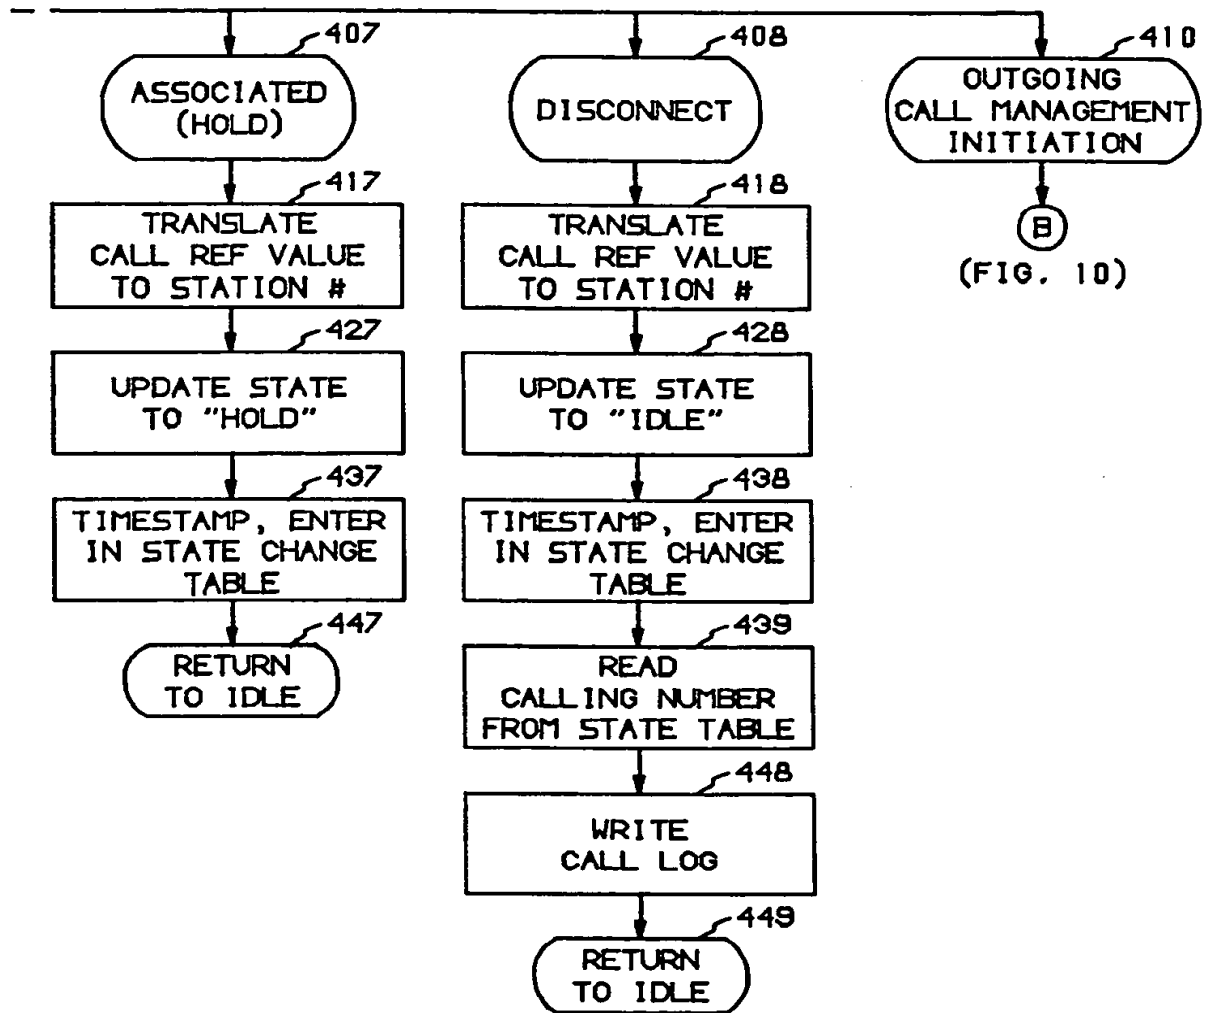 407
ASSOCIATED
(HOLD)
417
TRANSLATE
CALL REF VALUE
TO STATION #
427
UPDATE STATE
TO "HOLD"
437
TIMESTAMP, ENTER
IN STATE CHANGE
TABLE
447
RETURN
TO IDLE
408
DISCONNECT
418
TRANSLATE
CALL REF VALUE
TO STATION #
428
UPDATE STATE
TO "IDLE"
438
TIMESTAMP, ENTER
IN STATE CHANGE
TABLE
439
READ
CALLING NUMBER
FROM STATE TABLE
448
WRITE
CALL LOG
449
RETURN
TO IDLE
410
OUTGOING
CALL MANAGEMENT
INITIATION
B
(FIG. 10)